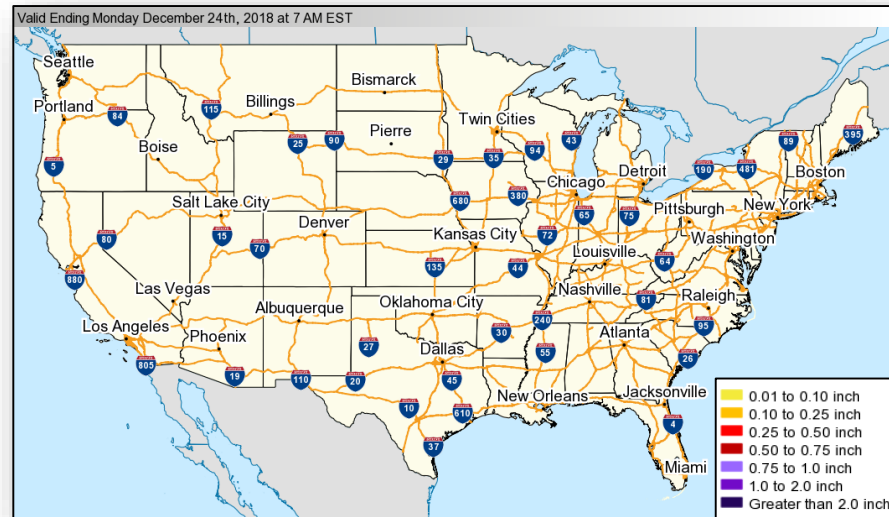 Valid Ending Monday December 24th, 2018 at 7 AM EST
Seattle
Portland
84
115
Billings
Bismarck
Twin Cities
43
89
395
5
Boise
25
90
Pierre
29
35
94
Detroit
190
481
Boston
Salt Lake City
680
380
Chicago
65
75
Pittsburgh
New York
80
15
70
Denver
Kansas City
72
Louisville
64
Washington
880
Las Vegas
135
44
Nashville
81
Raleigh
Los Angeles
Albuquerque
Oklahoma City
240
95
Phoenix
27
30
Dallas
55
Atlanta
26
805
19
110
20
45
New Orleans
Jacksonville
10
610
4
37
Miami
0.01 to 0.10 inch
0.10 to 0.25 inch
0.25 to 0.50 inch
0.50 to 0.75 inch
0.75 to 1.0 inch
1.0 to 2.0 inch
Greater than 2.0 inch